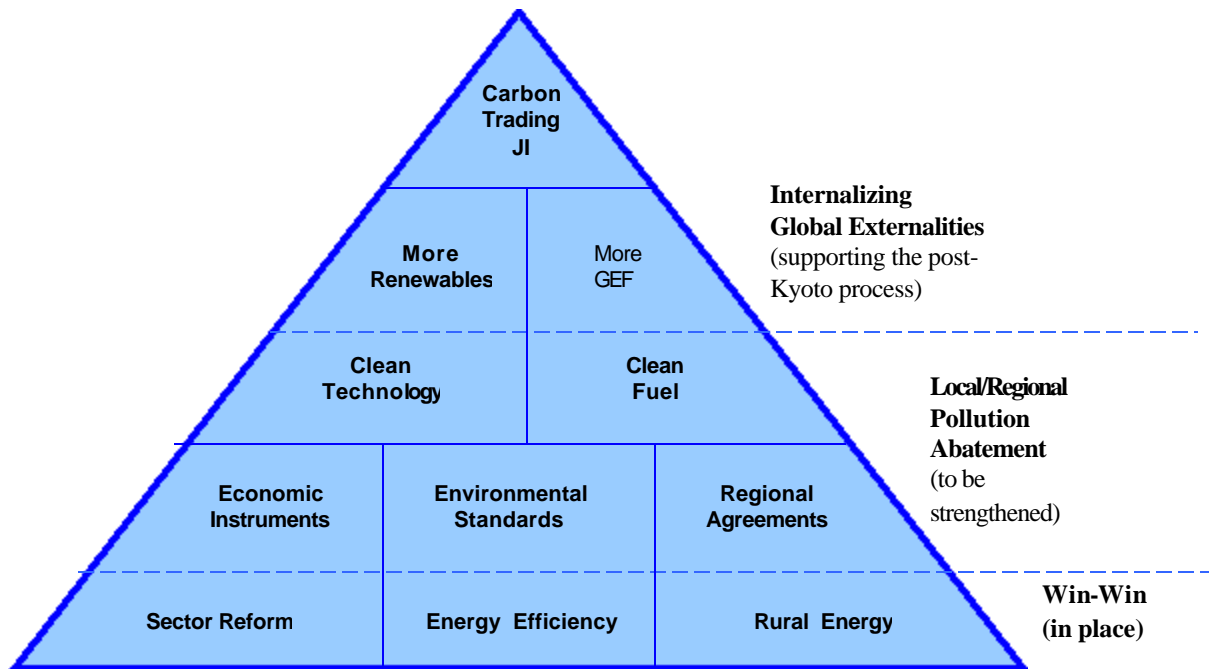 Carbon
Trading
JI
More
Renewables
More
GEF
Internalizing
Global Externalities
(supporting the post-
Kyoto process)
Clean
Technology
Clean
Fuel
Local/Regional
Pollution
Abatement
(to be
strengthened)
Economic
Instruments
Environmental
Standards
Regional
Agreements
Sector Reform
Energy Efficiency
Rural Energy
Win-Win
(in place)